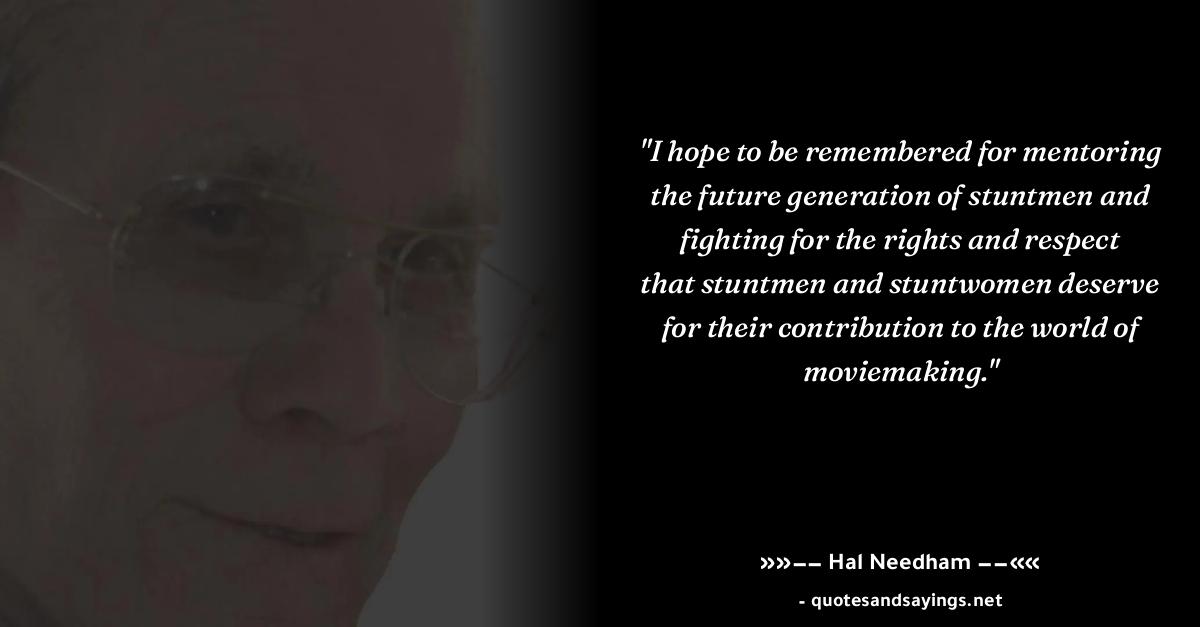 "I hope to be remembered for mentoring
the future generation of stuntmen and
fighting for the rights and respect
that stuntmen and stuntwomen deserve
for their contribution to the world of
moviemaking."
»»−− Hal Needham −−««
- quotesandsayings.net